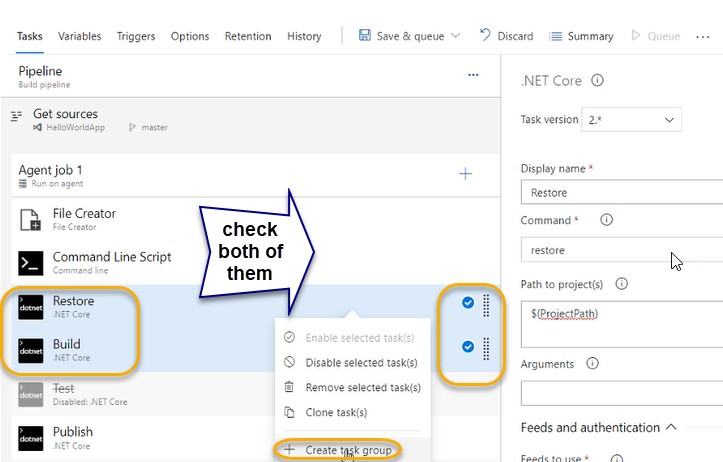 Tasks Variables Triggers Options Retention History Save & queue Discard Summary Queue ...
Pipeline
Build pipeline
...
Get sources
HelloWorldApp master
Agent job 1
Run on agent
+
File Creator
File Creator
Command Line Script
Command line
dotnet
Restore
.NET Core
dotnet
Build
.NET Core
dotnet
Test
Disabled: .NET Core
dotnet
Publish
.NET Core
check
both of
them
Enable selected task(s)
Disable selected task(s)
Remove selected task(s)
Clone task(s)
+ Create task group
.NET Core
Task version 2.*
Display name *
Restore
Command *
restore
Path to project(s)
$(ProjectPath)
Arguments
Feeds and authentication
Feeds to use *